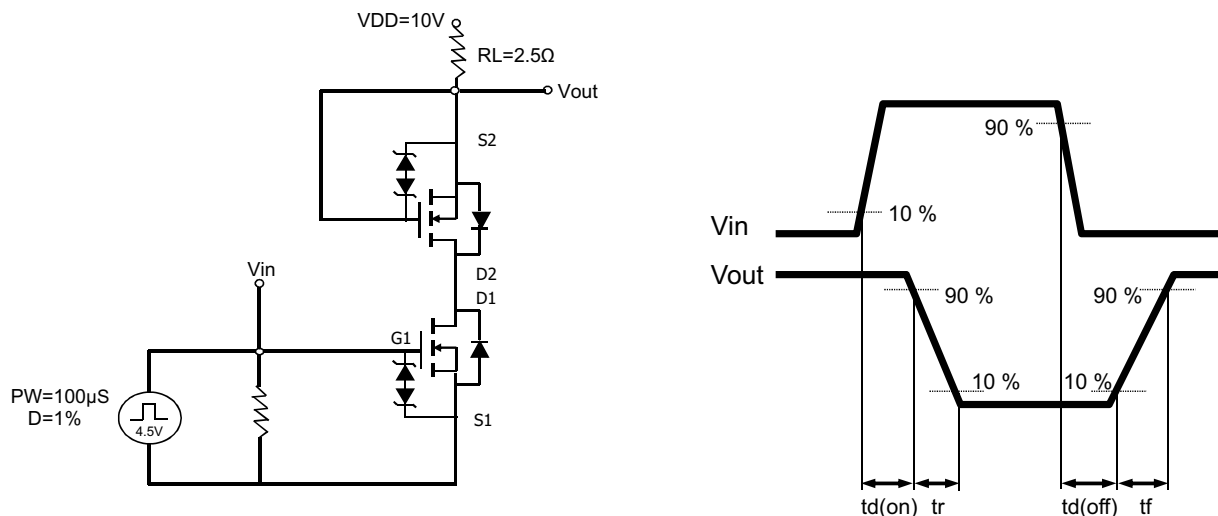 VDD=10V
RL=2.5Ω
Vout
S2
Vin
D2
D1
G1
PW=100µS
D=1%
4.5V
S1
90 %
10 %
Vin
Vout
90 %
90 %
10 %
10 %
td(on)
tr
td(off)
tf